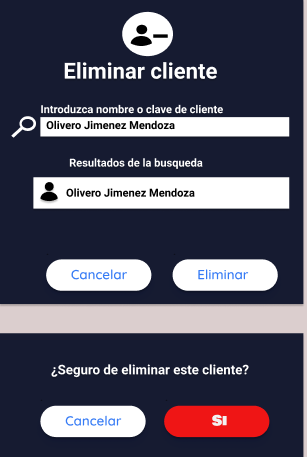 Eliminar cliente
Introduzca nombre o clave de cliente
Olivero Jimenez Mendoza
Resultados de la busqueda
Olivero Jimenez Mendoza
Cancelar Eliminar
¿Seguro de eliminar este cliente?
Cancelar SI